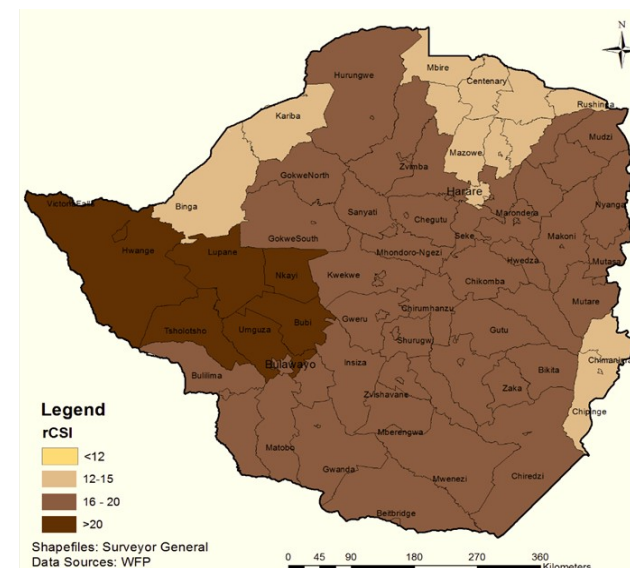 N
Mbire
Hurungwe
Centenary
Rushinga
Kariba
Mudzi
Mazowe
Zvimba
GokweNorth
Harare
Binga
Sanyati
Chegutu
Marondera
Nyanga
Seke
Makoni
GokweSouth
Hwange
Lupane
Mhondoro-Ngezi
Hwedza
Mutasa
Nkayi
Kwekwe
Chikomba
Mutare
Gweru
Chirumhanzu
Tsholotsho
Umguza
Bubi
Gutu
Shurugwi
Bulawayo
Insiza
Bikita
Bulilima
Zvishavane
Zaka
Chipinge
Legend
rCSI
<12
12-15
16 - 20
>20
Mberengwa
Matobo
Gwanda
Mwenezi
Chiredzi
Beitbridge
Shapefiles: Surveyor General
Data Sources: WFP
0 45 90 180 270 360
Kilometers